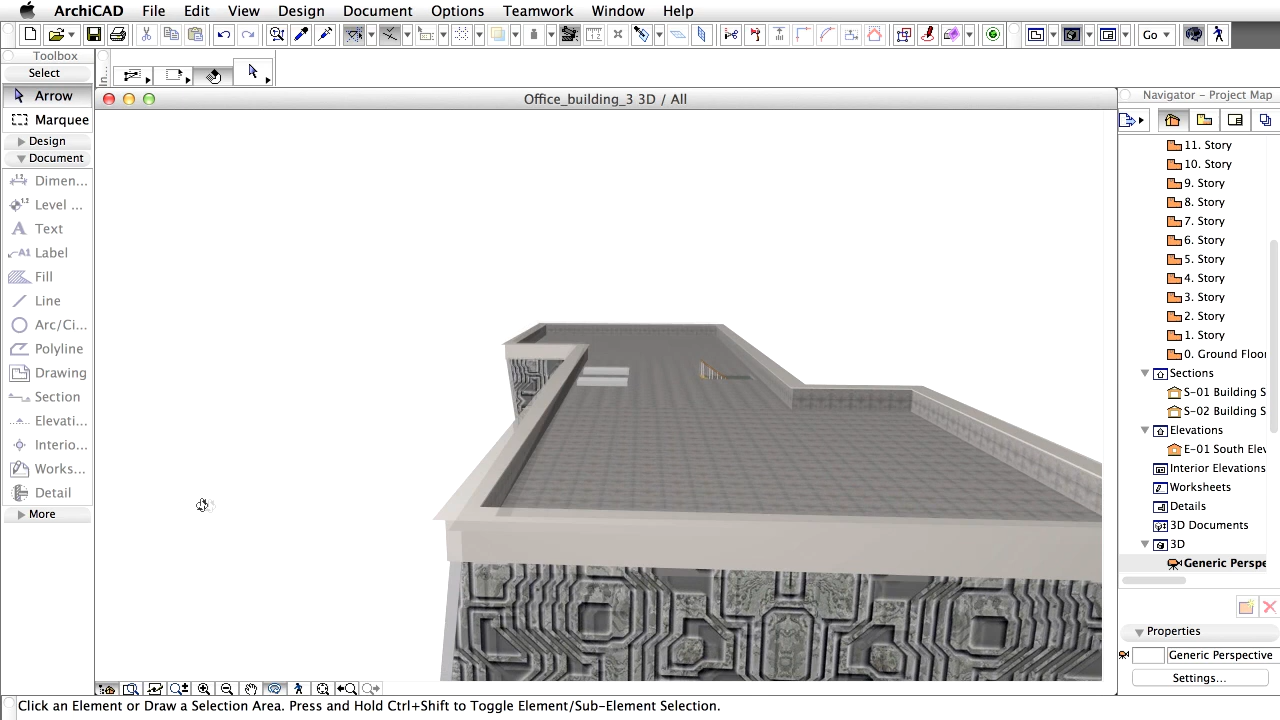 ArchiCAD File Edit View Design Document Options Teamwork Window Help
Go
Toolbox
Select
Arrow
Marquee
Design
Document
Dimen...
Level ...
Text
Label
Fill
Line
Arc/Ci...
Polyline
Drawing
Section
Elevati...
Interio...
Works...
Detail
More
Office_building_3 3D / All
Navigator - Project Map
11. Story
10. Story
9. Story
8. Story
7. Story
6. Story
5. Story
4. Story
3. Story
2. Story
1. Story
0. Ground Floor
Sections
S-01 Building S
S-02 Building S
Elevations
E-01 South Elev
Interior Elevations
Worksheets
Details
3D Documents
3D
Generic Perspe
Properties
Generic Perspective
Settings...
Click an Element or Draw a Selection Area. Press and Hold Ctrl+Shift to Toggle Element/Sub-Element Selection.